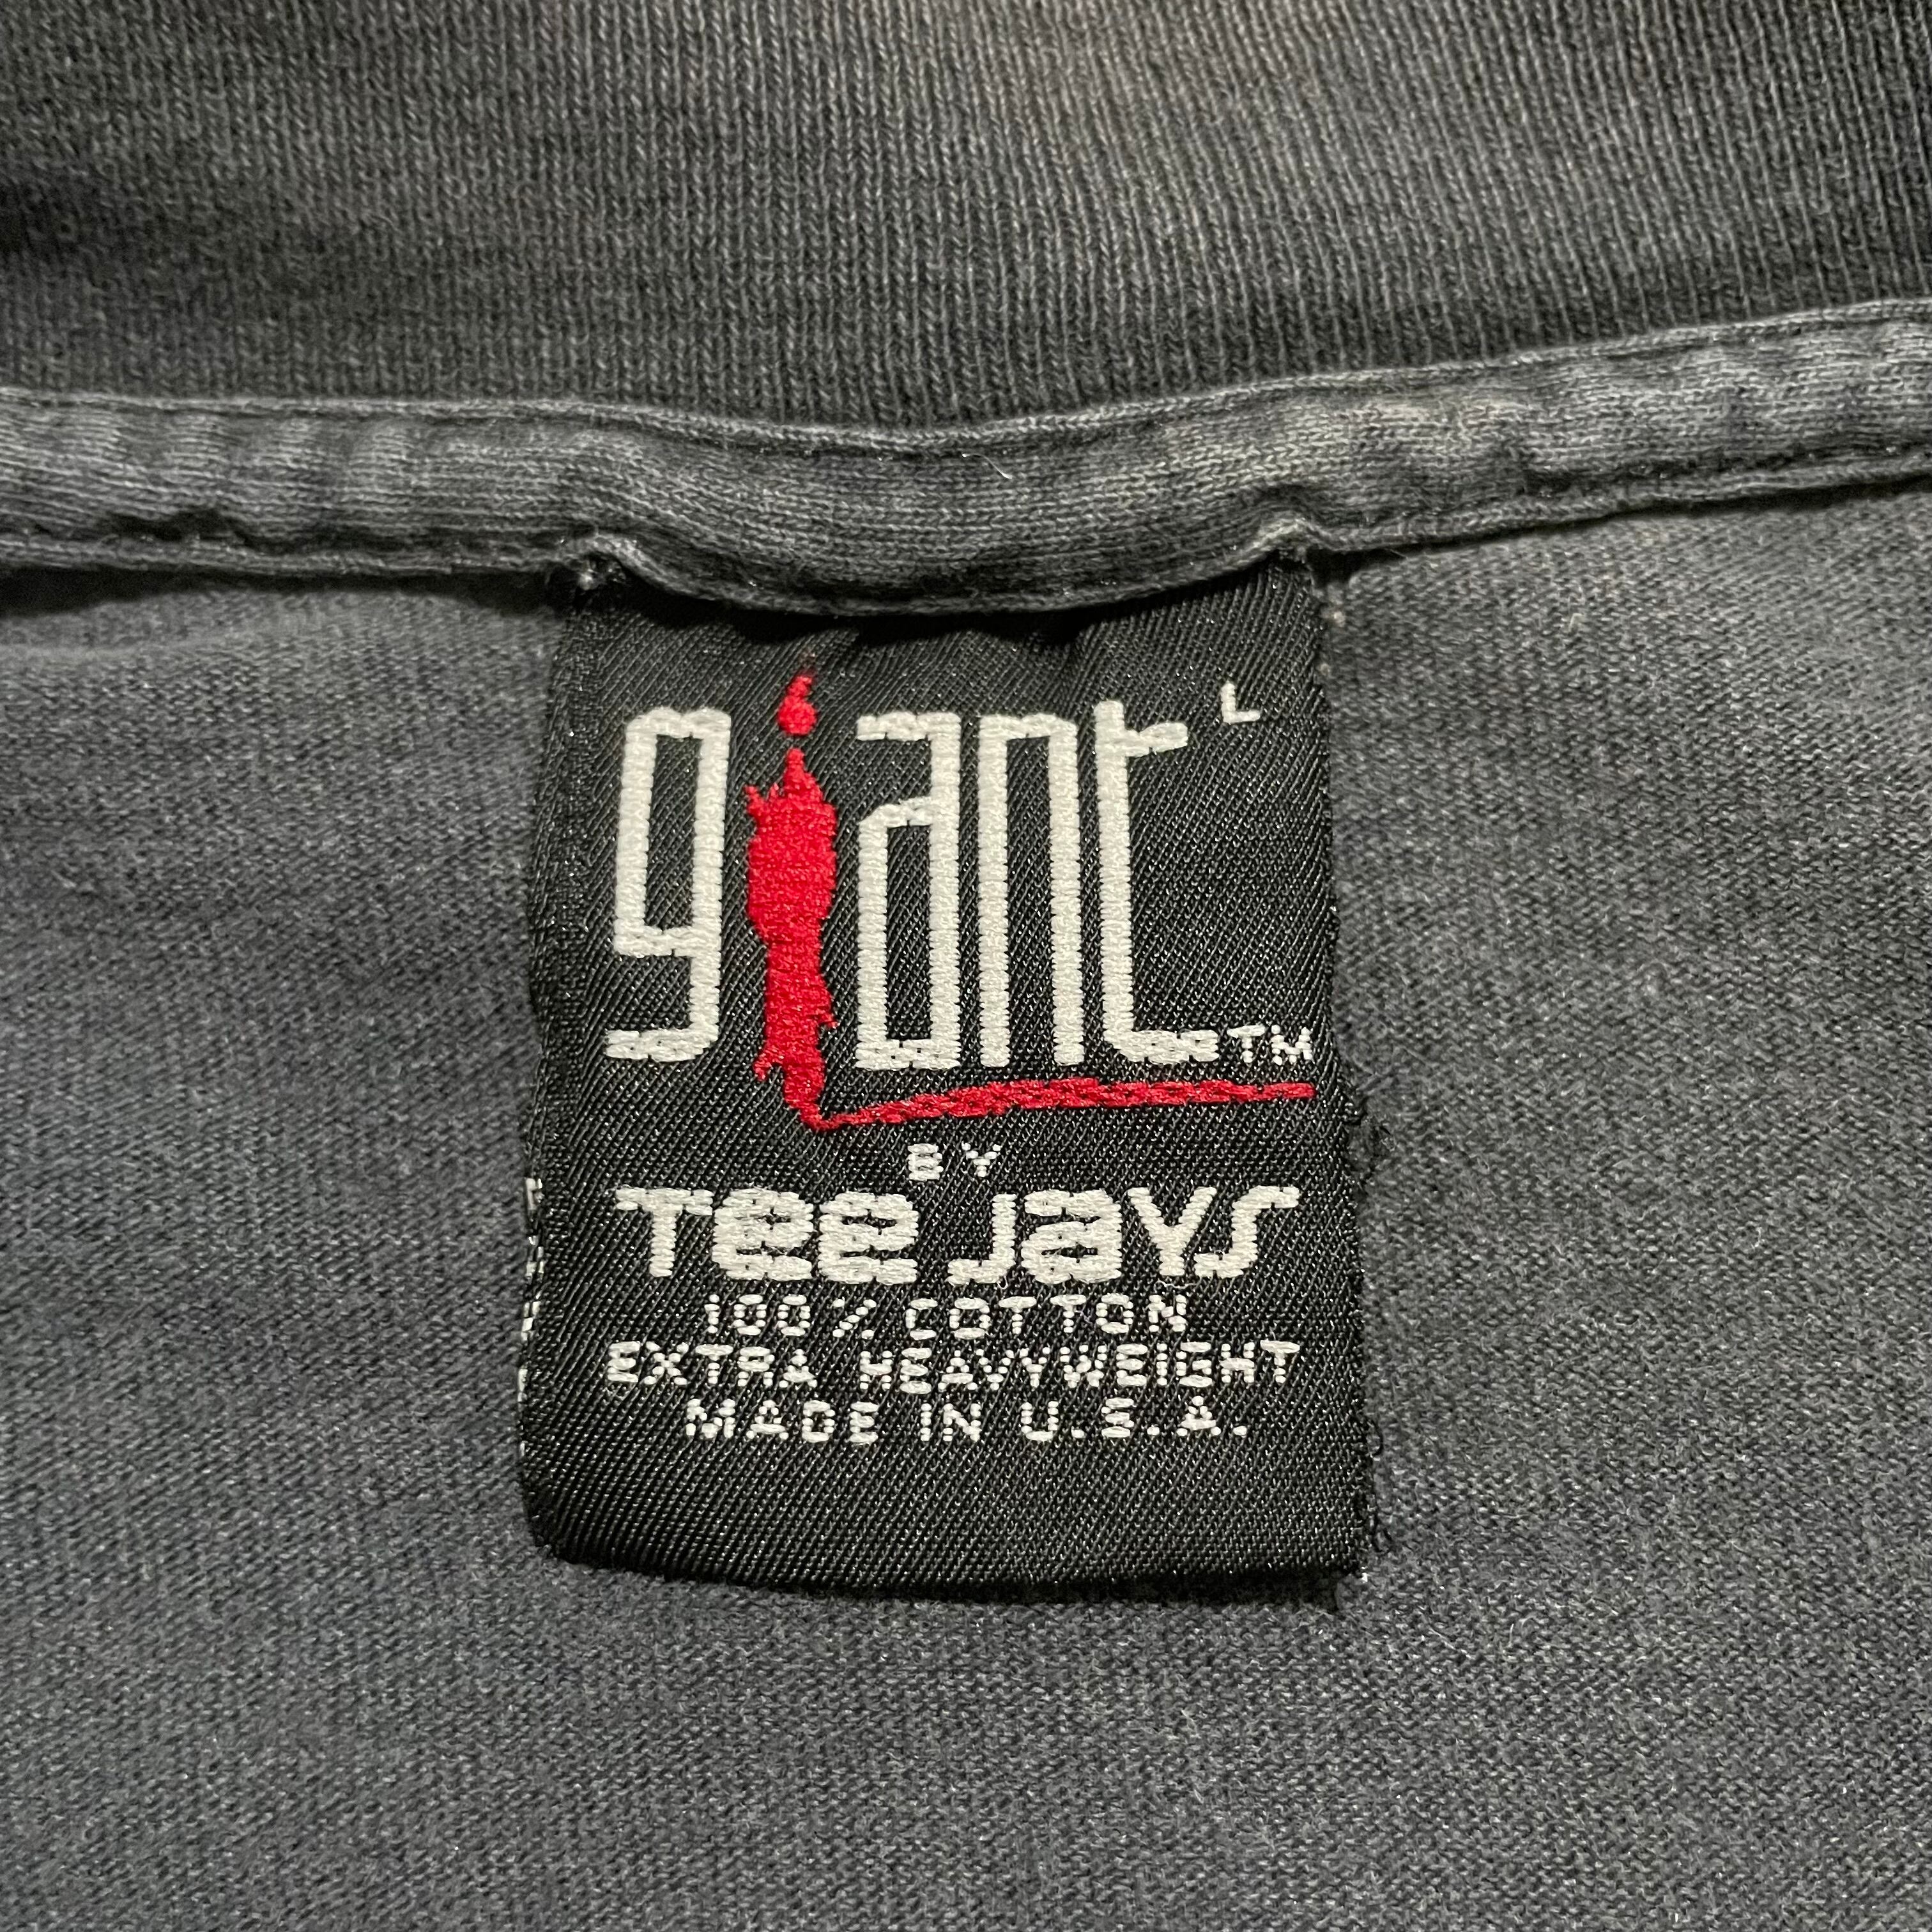 giant L
TM
BY
Tee Jays
100% COTTON
EXTRA HEAVYWEIGHT
MADE IN U.S.A.